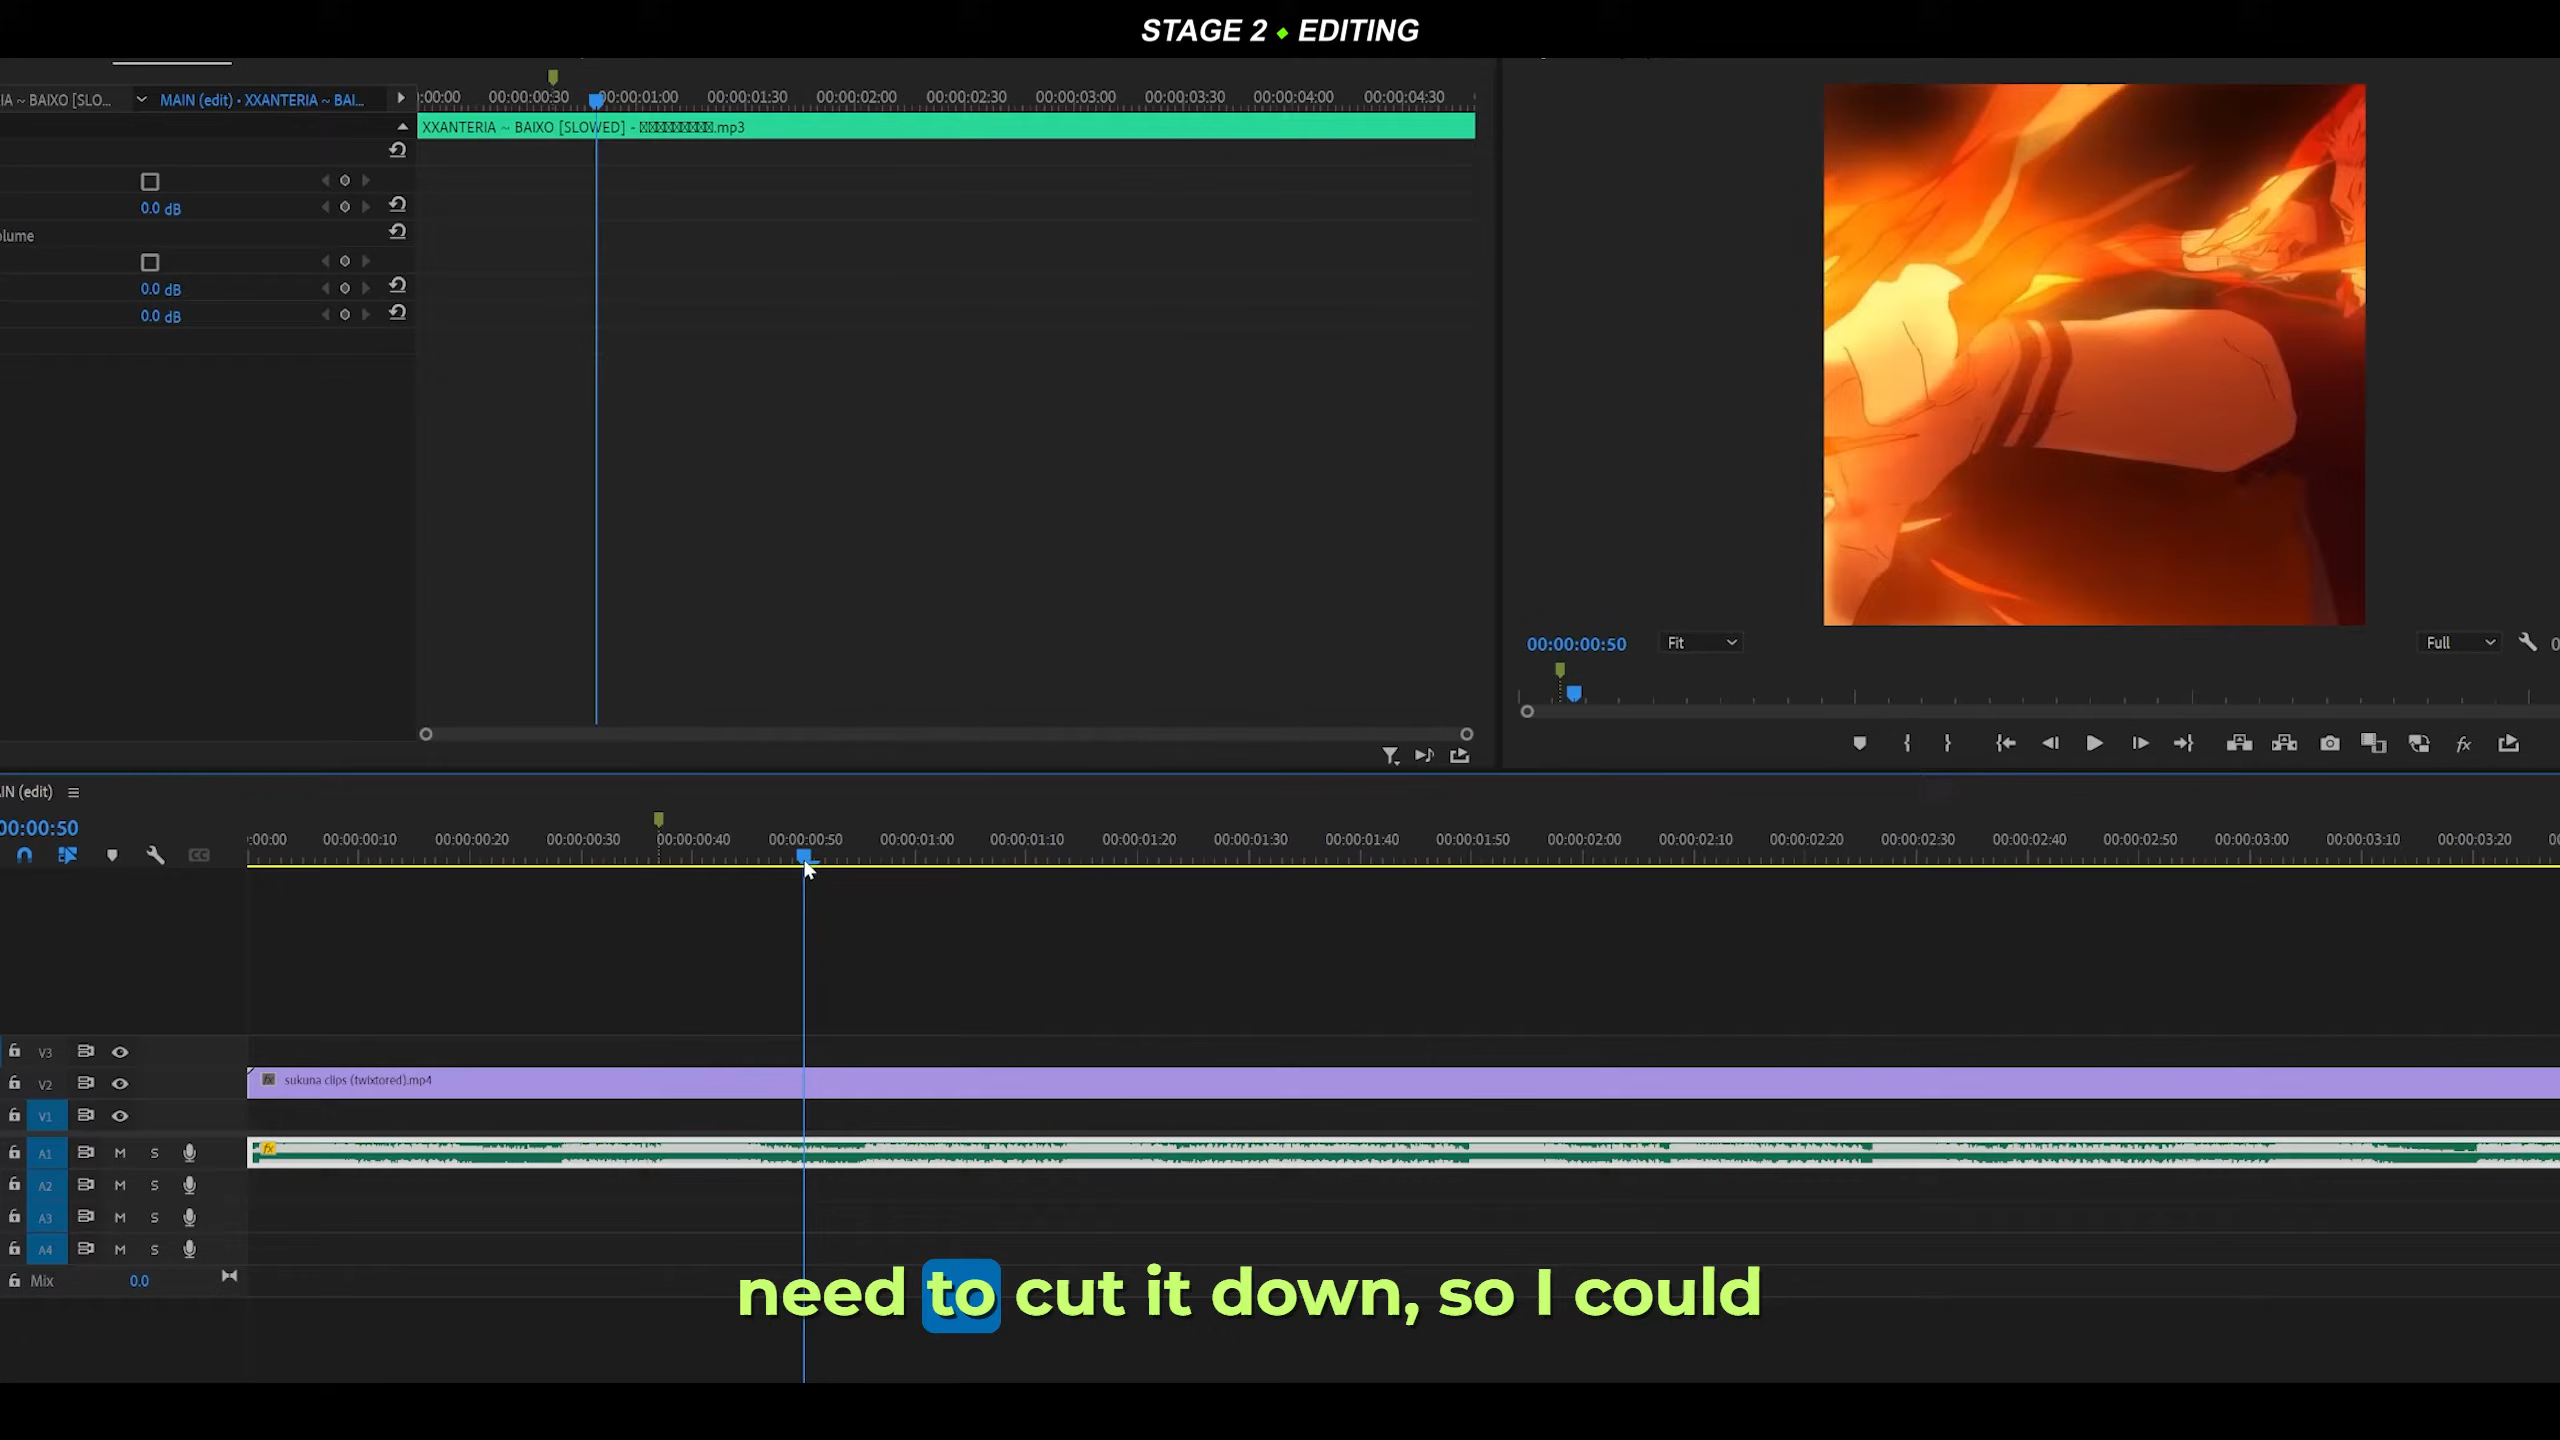 STAGE 2 ◆ EDITING
IA ~ BAIXO [SLO... MAIN (edit) • XXANTERIA ~ BAI...
:00:00 00:00:00:30 00:00:01:00 00:00:01:30 00:00:02:00 00:00:02:30 00:00:03:00 00:00:03:30 00:00:04:00 00:00:04:30
XXANTERIA ~ BAIXO [SLOWED] - .mp3
0.0 dB
olume
0.0 dB
0.0 dB
00:00:00:50 Fit Full
IN (edit)
00:00:50
:00:00 00:00:00:10 00:00:00:20 00:00:00:30 00:00:00:40 00:00:00:50 00:00:01:00 00:00:01:10 00:00:01:20 00:00:01:30 00:00:01:40 00:00:01:50 00:00:02:00 00:00:02:10 00:00:02:20 00:00:02:30 00:00:02:40 00:00:02:50 00:00:03:00 00:00:03:10 00:00:03:20
V3
V2 fx sukuna clips (twixtored).mp4
V1
A1 M S fx
A2 M S
A3 M S
A4 M S
Mix 0.0
need to cut it down, so I could